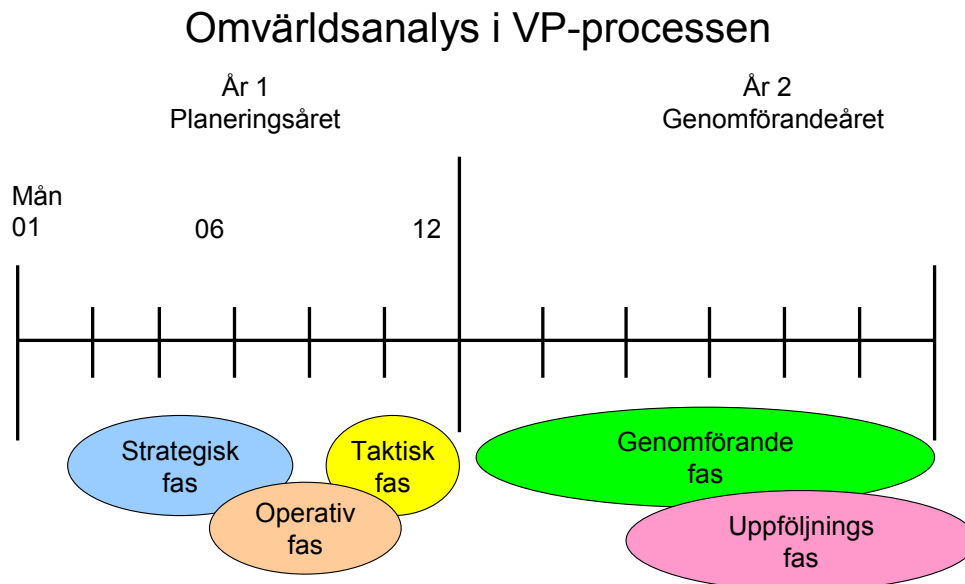 Omvärldsanalys i VP-processen
År 1
Planeringsåret
År 2
Genomförandeåret
Mån
01
06
12
Strategisk
fas
Taktisk
fas
Operativ
fas
Genomförande
fas
Uppföljnings
fas